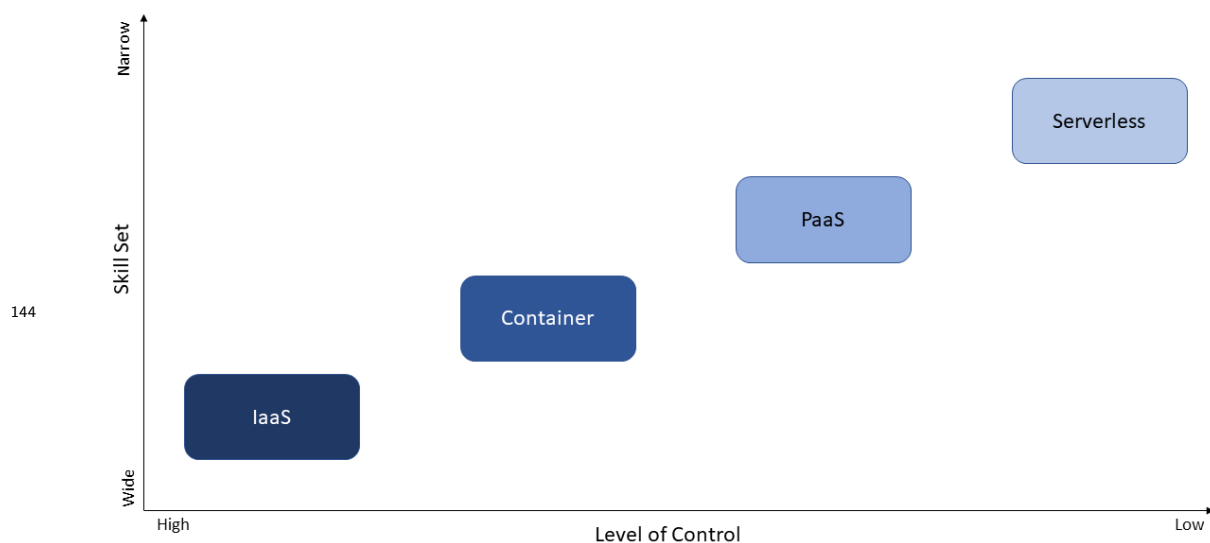 Narrow
Serverless
PaaS
Skill Set
144
Container
IaaS
Wide
High
Level of Control
Low